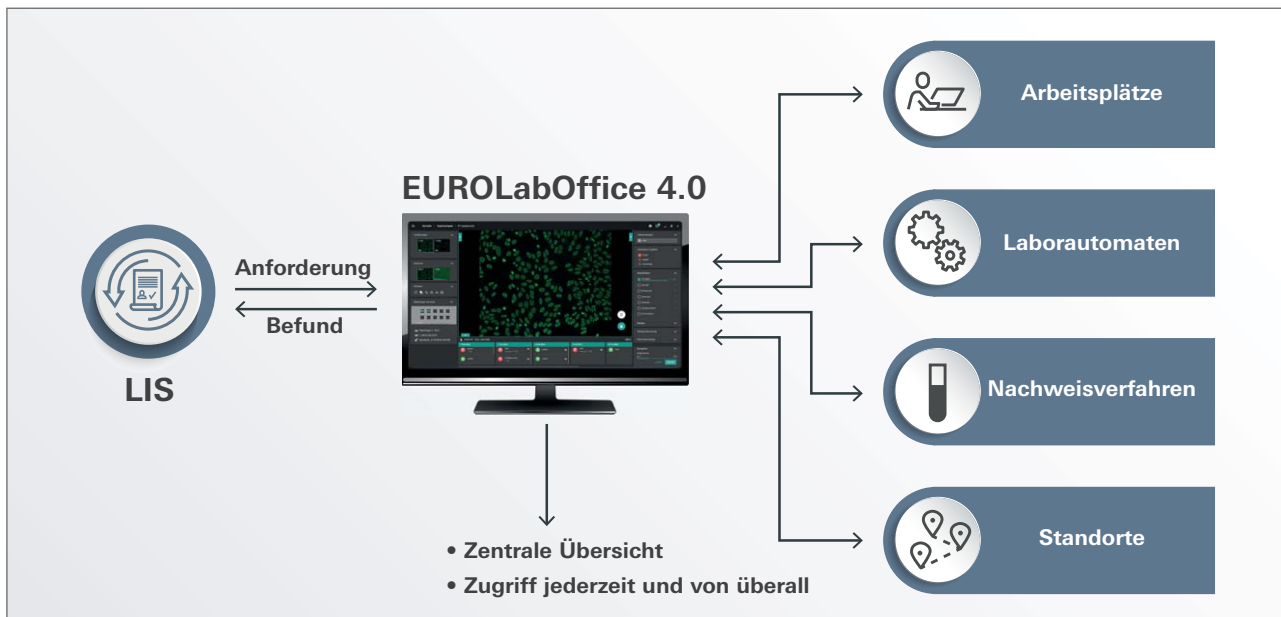 EUROLabOffice 4.0
Anforderung
Befund
LIS
Arbeitsplätze
Laborautomaten
Nachweisverfahren
Standorte
• Zentrale Übersicht
• Zugriff jederzeit und von überall